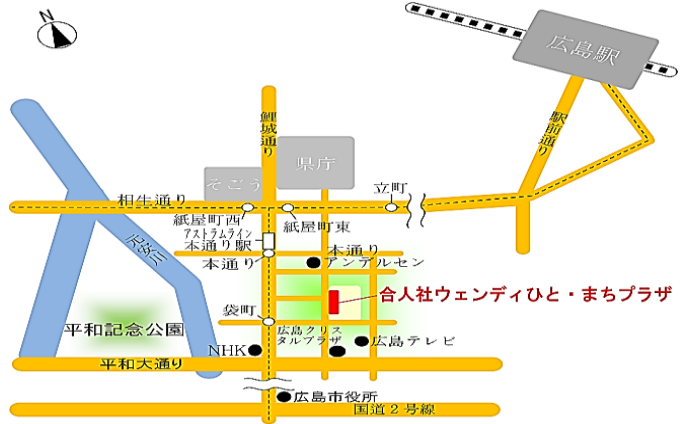 N
広島駅
駅前通り
鯉城通り
県庁
そごう
立町
相生通り
紙屋町西
紙屋町東
アストラムライン
本通り駅
本通り
本通り
アンデルセン
元安川
合人社ウェンディひと・まちプラザ
袋町
広島クリス
タルプラザ
広島テレビ
平和記念公園
NHK
平和大通り
広島市役所
国道2号線